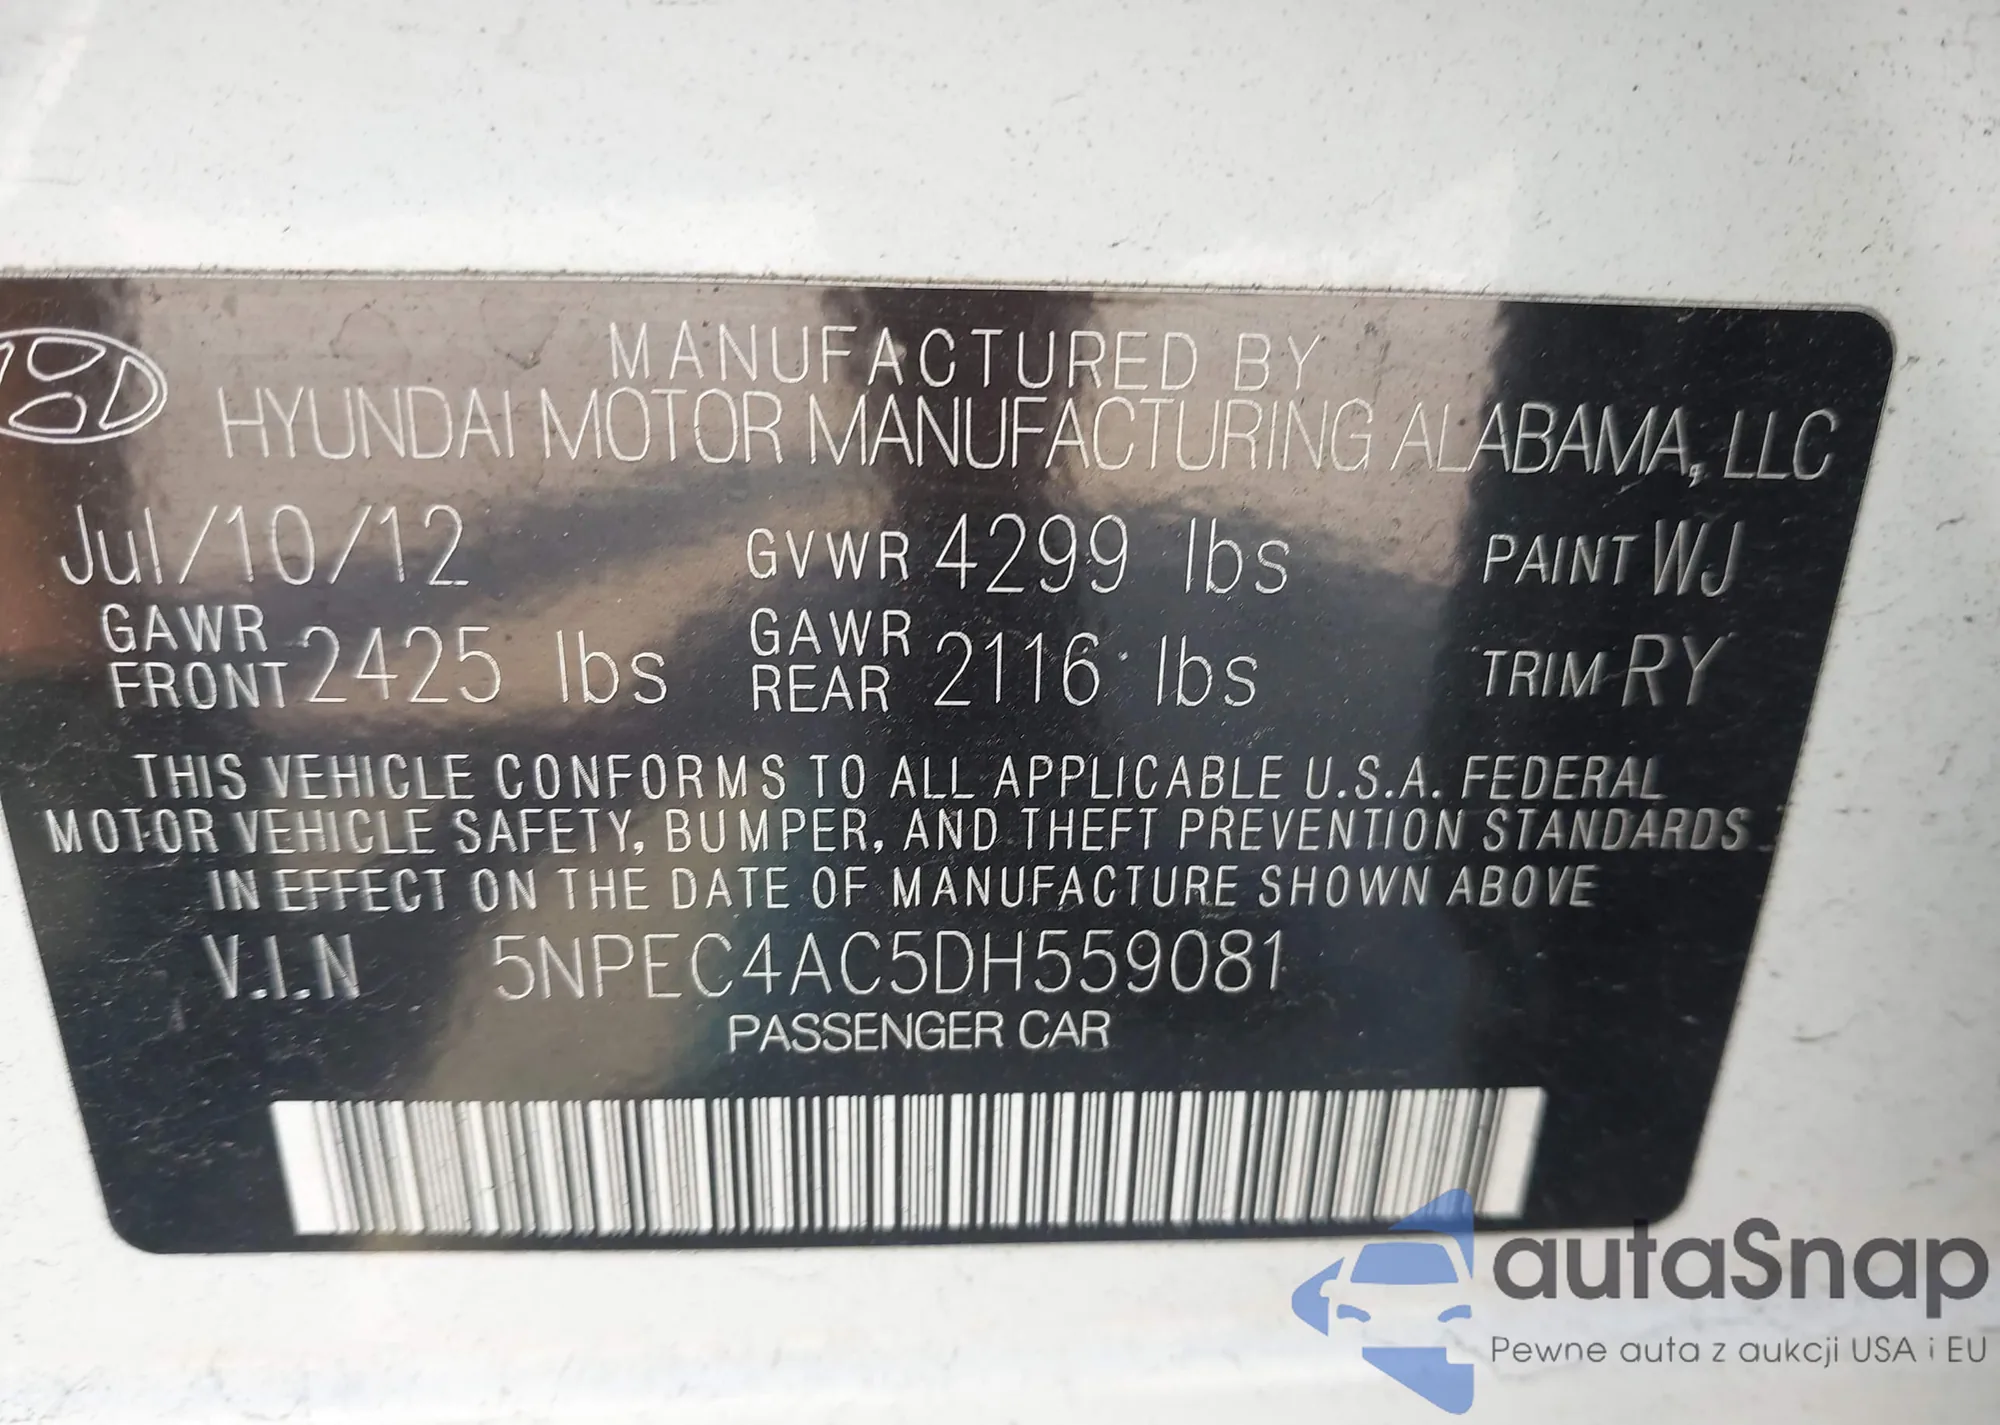 MANUFACTURED BY
HYUNDAI MOTOR MANUFACTURING ALABAMA, LLC
Jul/10/12 GVWR 4299 lbs PAINT WJ
GAWR FRONT 2425 lbs GAWR REAR 2116 lbs TRIM RY
THIS VEHICLE CONFORMS TO ALL APPLICABLE U.S.A. FEDERAL
MOTOR VEHICLE SAFETY, BUMPER, AND THEFT PREVENTION STANDARDS
IN EFFECT ON THE DATE OF MANUFACTURE SHOWN ABOVE
V.I.N 5NPEC4AC5DH559081
PASSENGER CAR
autaSnap
Pewne auta z aukcji USA i EU